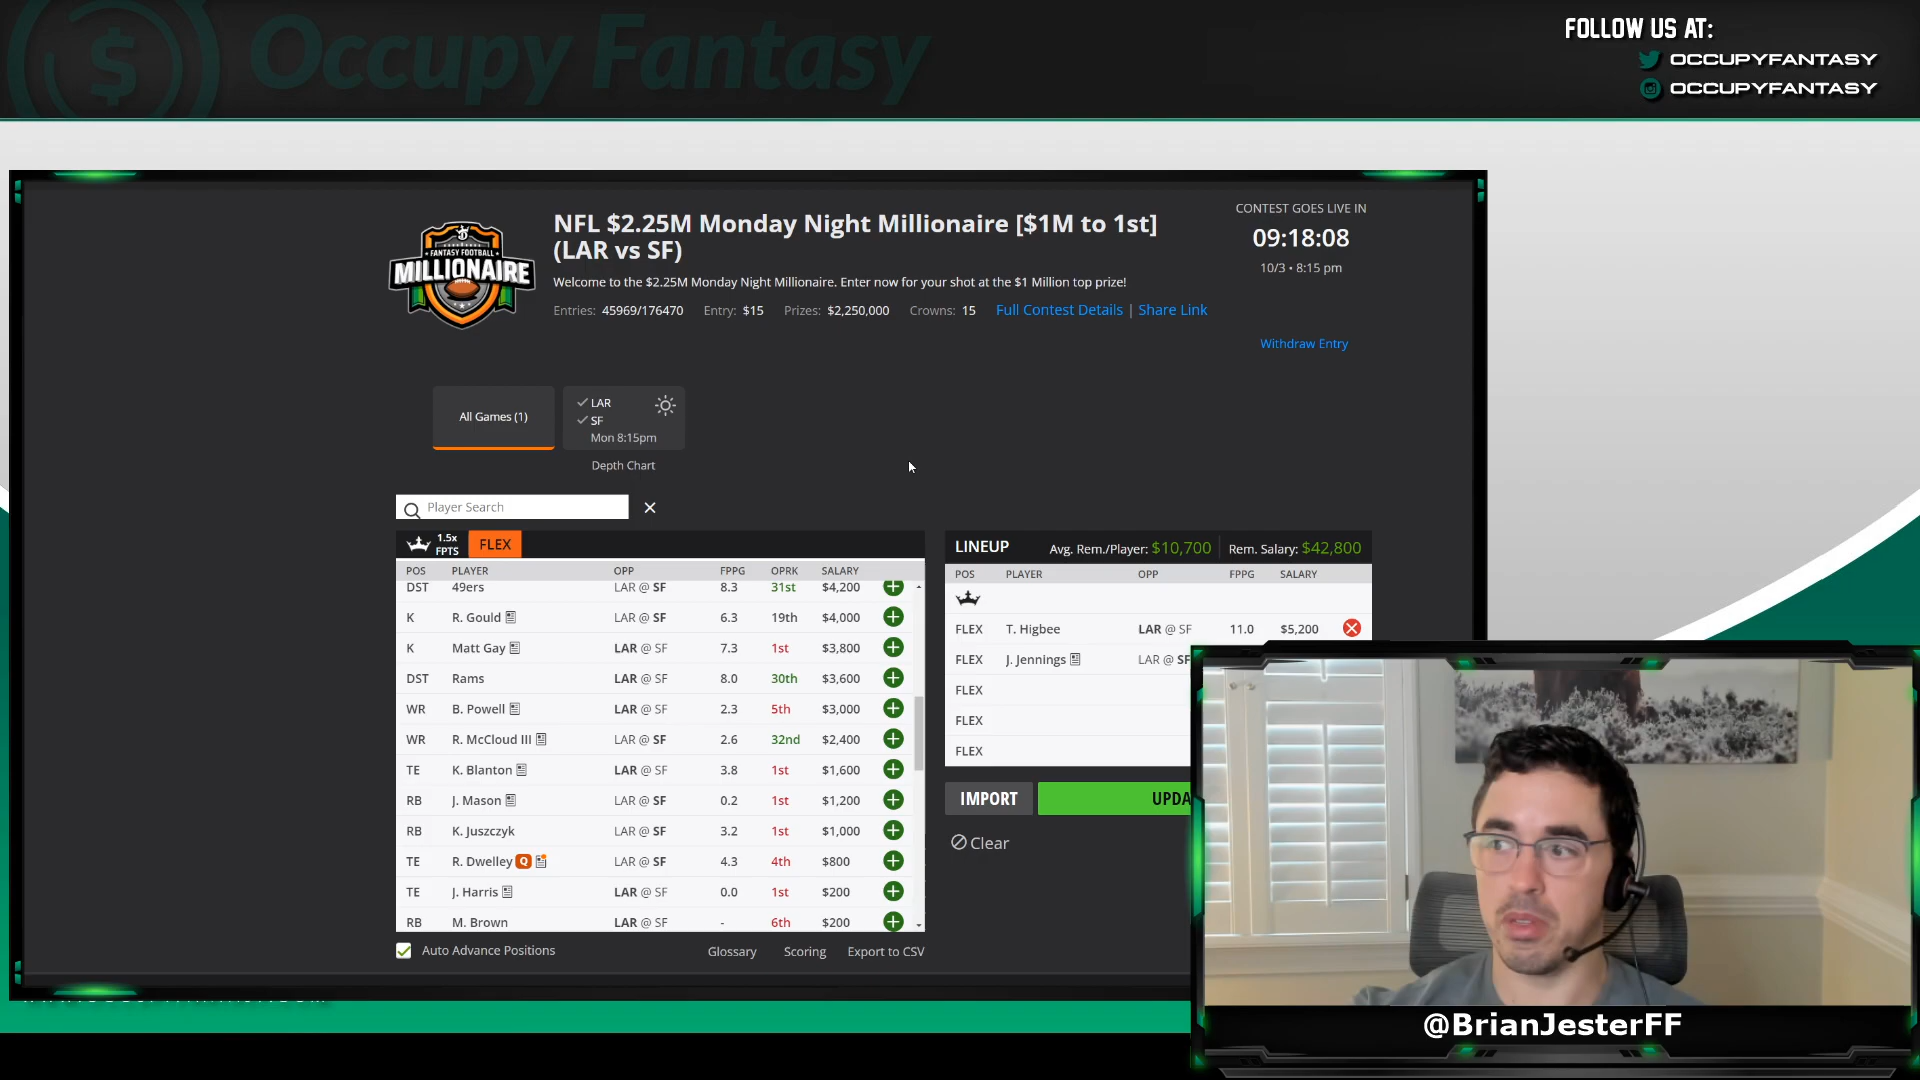 Occupy Fantasy
FOLLOW US AT:
OCCUPYFANTASY
OCCUPYFANTASY
FANTASY FOOTBALL
MILLIONAIRE
NFL $2.25M Monday Night Millionaire [$1M to 1st]
(LAR vs SF)
Welcome to the $2.25M Monday Night Millionaire. Enter now for your shot at the $1 Million top prize!
Entries: 45969/176470 Entry: $15 Prizes: $2,250,000 Crowns: 15 Full Contest Details | Share Link
CONTEST GOES LIVE IN
09:18:08
10/3 • 8:15 pm
Withdraw Entry
All Games (1)
LAR
SF
Mon 8:15pm
Depth Chart
Player Search
1.5x
FPTS
FLEX
POS PLAYER OPP FPPG OPRK SALARY
DST 49ers LAR @ SF 8.3 31st $4,200
K R. Gould LAR @ SF 6.3 19th $4,000
K Matt Gay LAR @ SF 7.3 1st $3,800
DST Rams LAR @ SF 8.0 30th $3,600
WR B. Powell LAR @ SF 2.3 5th $3,000
WR R. McCloud III LAR @ SF 2.6 32nd $2,400
TE K. Blanton LAR @ SF 3.8 1st $1,600
RB J. Mason LAR @ SF 0.2 1st $1,200
RB K. Juszczyk LAR @ SF 3.2 1st $1,000
TE R. Dwelley Q LAR @ SF 4.3 4th $800
TE J. Harris LAR @ SF 0.0 1st $200
RB M. Brown LAR @ SF - 6th $200
Auto Advance Positions
Glossary Scoring Export to CSV
LINEUP Avg. Rem./Player: $10,700 Rem. Salary: $42,800
POS PLAYER OPP FPPG SALARY
FLEX T. Higbee LAR @ SF 11.0 $5,200
FLEX J. Jennings LAR @ SF
FLEX
FLEX
FLEX
IMPORT
UPDA
Clear
@BrianJesterFF